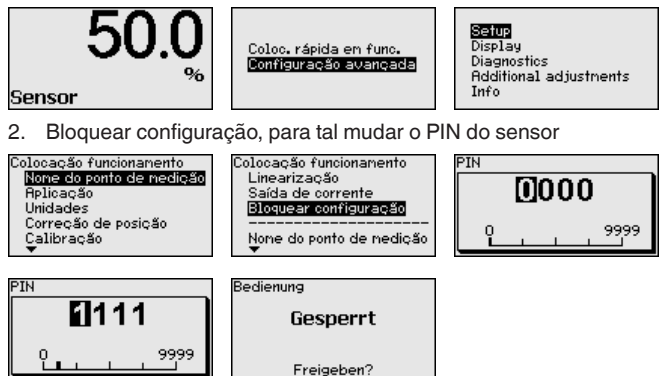 50.0
%
Sensor
Coloc. rápida en func.
Configuração avançada
Setup
Display
Diagnostics
Additional adjustments
Info
2. Bloquear configuração, para tal mudar o PIN do sensor
Colocação funcionamento
Nome do ponto de medição
Aplicação
Unidades
Correção de posição
Calibração
Colocação funcionamento
Linearização
Saída de corrente
Bloquear configuração
--------------------
Nome do ponto de medição
PIN
0000
0 9999
PIN
1111
0 9999
Bedienung
Gesperrt
Freigeben?